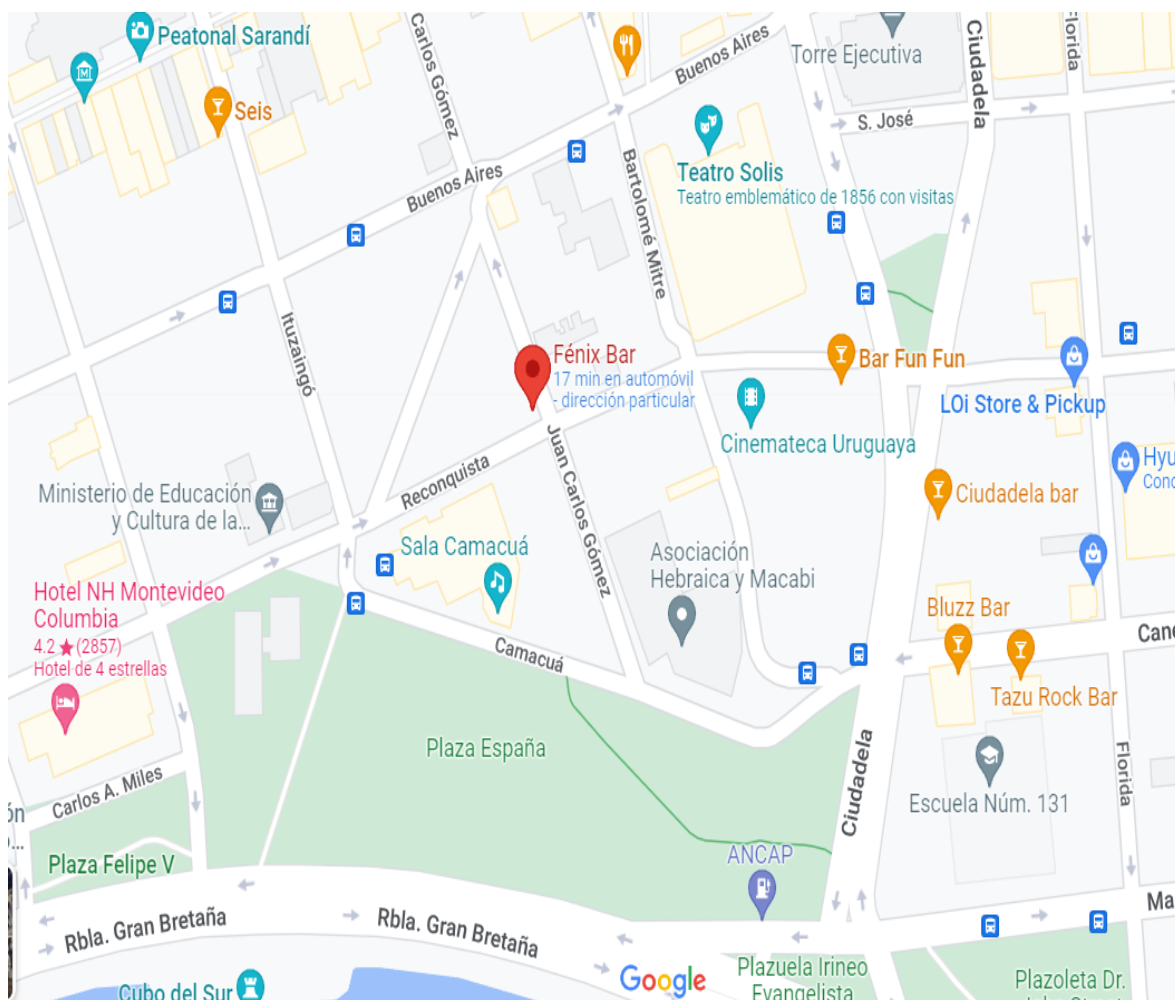 Peatonal Sarandí
Carlos Gómez
Buenos Aires
Torre Ejecutiva
Ciudadela
Florida
Seis
S. José
Teatro Solis
Teatro emblemático de 1856 con visitas
Buenos Aires
Bartolomé Mitre
Ituzaingó
Fénix Bar
17 min en automóvil
- dirección particular
Bar Fun Fun
LOi Store & Pickup
Cinemateca Uruguaya
Juan Carlos Gómez
Reconquista
Hyu
Conc
Ministerio de Educación
y Cultura de la...
Ciudadela bar
Sala Camacuá
Asociación
Hebraica y Macabi
Hotel NH Montevideo
Columbia
4.2 ★ (2857)
Hotel de 4 estrellas
Bluzz Bar
Cane
Camacuá
Tazu Rock Bar
Plaza España
Ciudadela
Florida
Carlos A. Miles
Escuela Núm. 131
ón
o...
Plaza Felipe V
ANCAP
Ma
Rbla. Gran Bretaña
Rbla. Gran Bretaña
Google
Plazuela Irineo
Evangelista
Plazoleta Dr.
Cubo del Sur